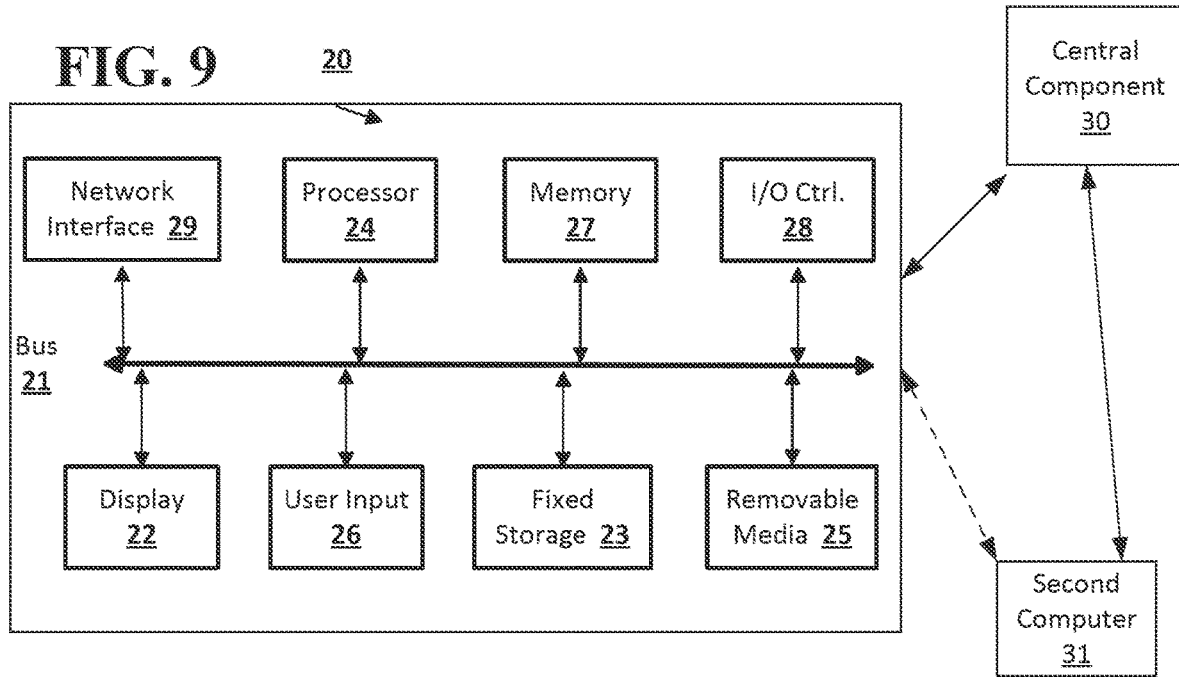 FIG. 9
20
Central
Component
30
Network
Interface 29
Processor
24
Memory
27
I/O Ctrl.
28
Bus
21
Display
22
User Input
26
Fixed
Storage 23
Removable
Media 25
Second
Computer
31